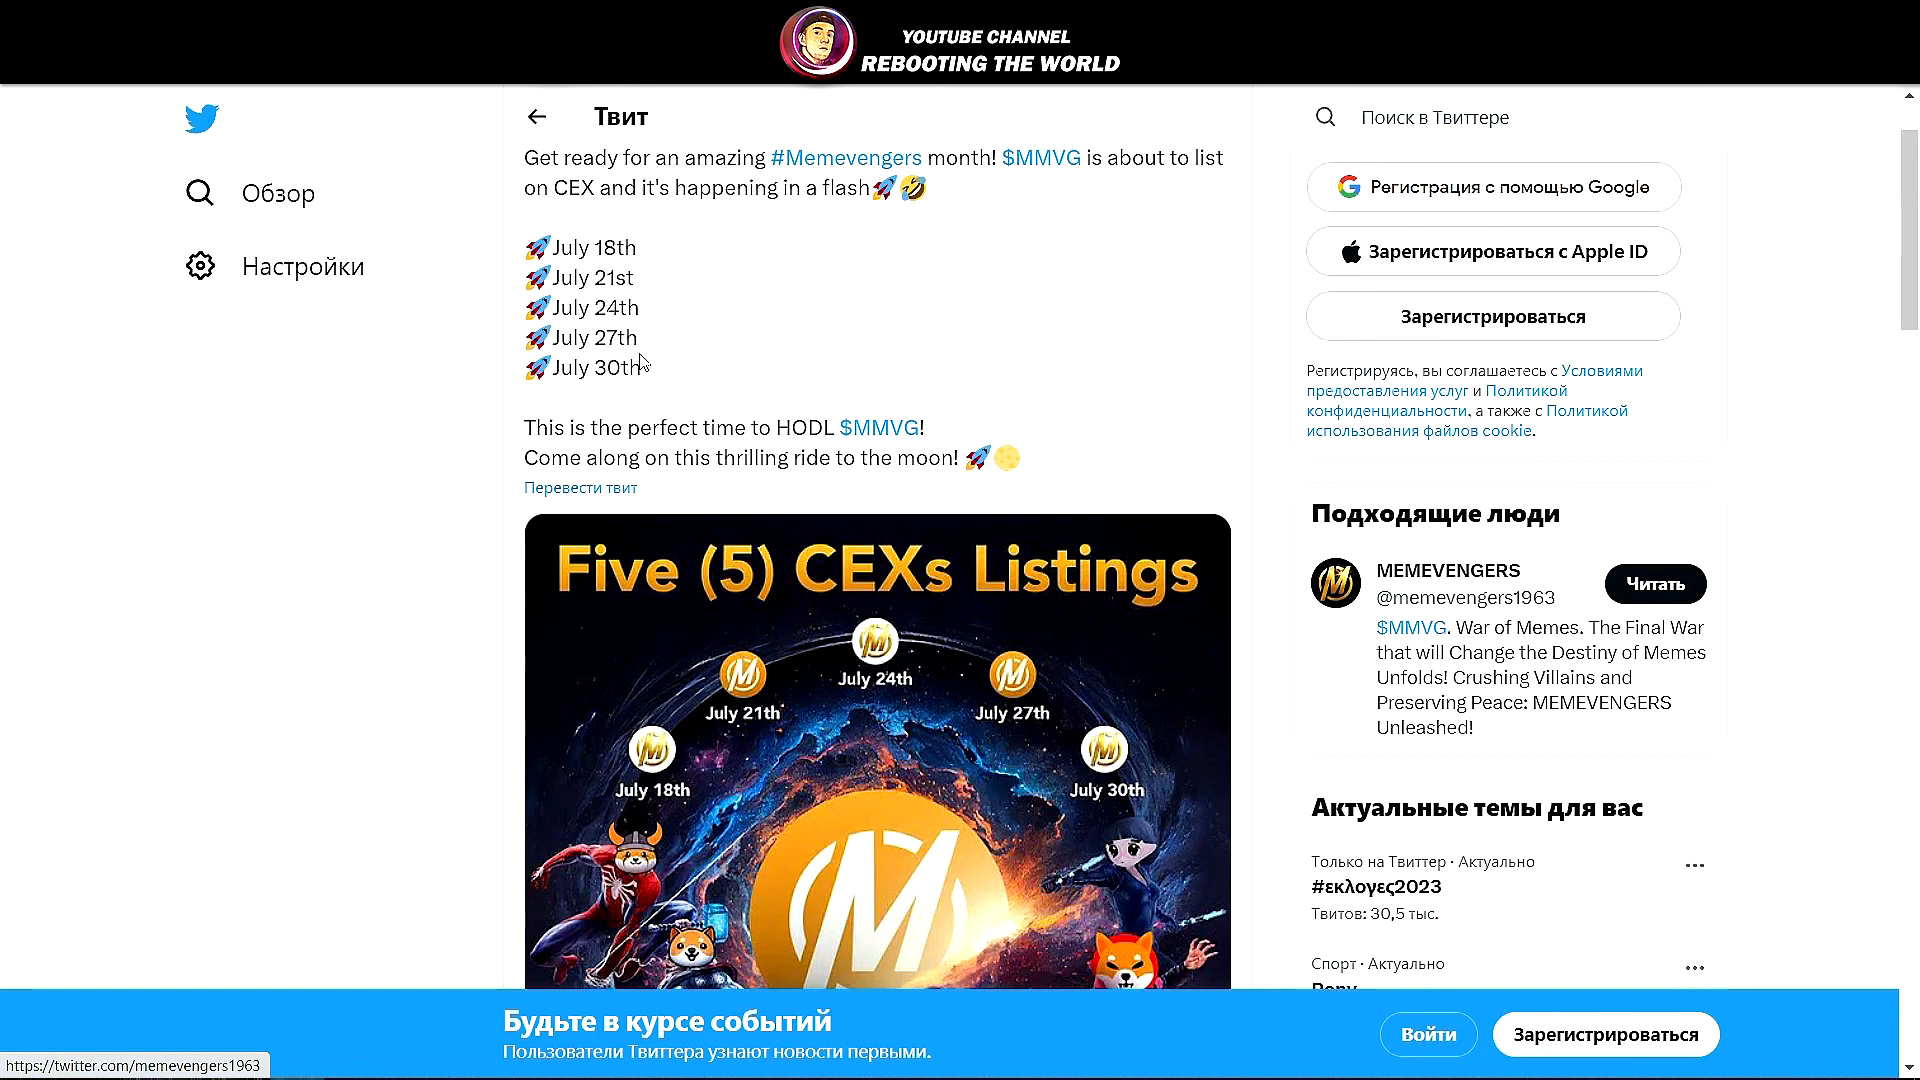 YOUTUBE CHANNEL
REBOOTING THE WORLD
Обзор
Настройки
Твит
Get ready for an amazing #Memevengers month! $MMVG is about to list
on CEX and it's happening in a flash🚀🤣
🚀July 18th
🚀July 21st
🚀July 24th
🚀July 27th
🚀July 30th
This is the perfect time to HODL $MMVG!
Come along on this thrilling ride to the moon! 🚀🌕
Перевести твит
Five (5) CEXs Listings
July 24th
July 21th
July 27th
July 18th
July 30th
Поиск в Твиттере
Регистрация с помощью Google
Зарегистрироваться с Apple ID
Зарегистрироваться
Регистрируясь, вы соглашаетесь с Условиями
предоставления услуг и Политикой
конфиденциальности, а также с Политикой
использования файлов cookie.
Подходящие люди
MEMEVENGERS
@memevengers1963
Читать
$MMVG. War of Memes. The Final War
that will Change the Destiny of Memes
Unfolds! Crushing Villains and
Preserving Peace: MEMEVENGERS
Unleashed!
Актуальные темы для вас
Только на Твиттер · Актуально
#εκλογες2023
Твитов: 30,5 тыс.
Спорт · Актуально
Будьте в курсе событий
Пользователи Твиттера узнают новости первыми.
Войти
Зарегистрироваться
https://twitter.com/memevengers1963